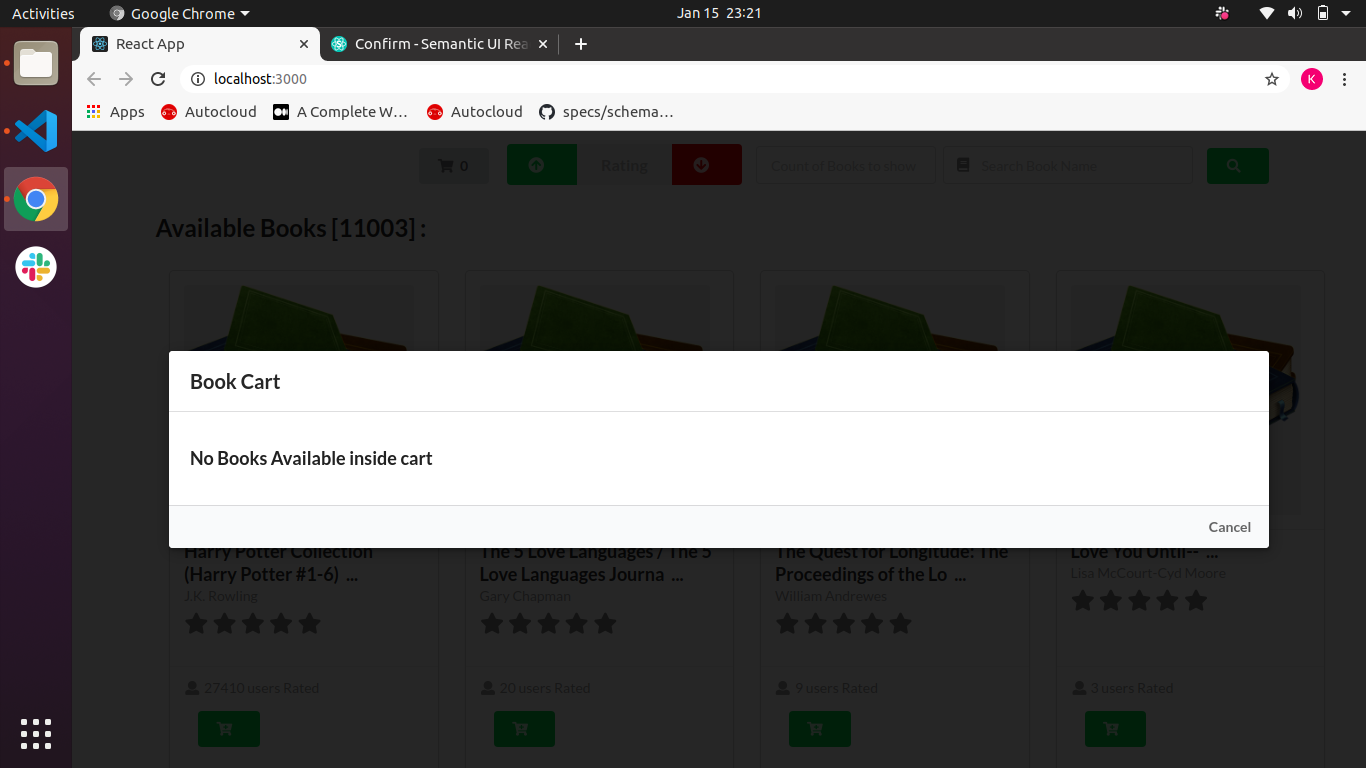 Activities Google Chrome Jan 15 23:21
React App Confirm - Semantic UI Rea
localhost:3000 K
Apps Autocloud A Complete W… Autocloud specs/schema…
0 Rating Count of Books to show Search Book Name
Available Books [11003] :
Book Cart
No Books Available inside cart
Cancel
Harry Potter Collection
(Harry Potter #1-6) ...
J.K. Rowling
27410 users Rated
The 5 Love Languages / The 5
Love Languages Journa ...
Gary Chapman
20 users Rated
The Quest for Longitude: The
Proceedings of the Lo ...
William Andrewes
9 users Rated
Love You Until-- ...
Lisa McCourt-Cyd Moore
3 users Rated